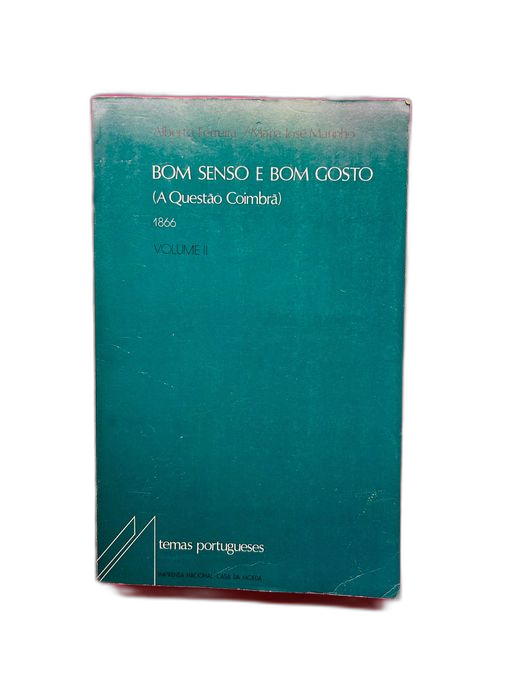 Alberto Ferreira / Maria José Marinho
BOM SENSO E BOM GOSTO
(A Questão Coimbrã)
1866
VOLUME II
temas portugueses
IMPRENSA NACIONAL-CASA DA MOEDA